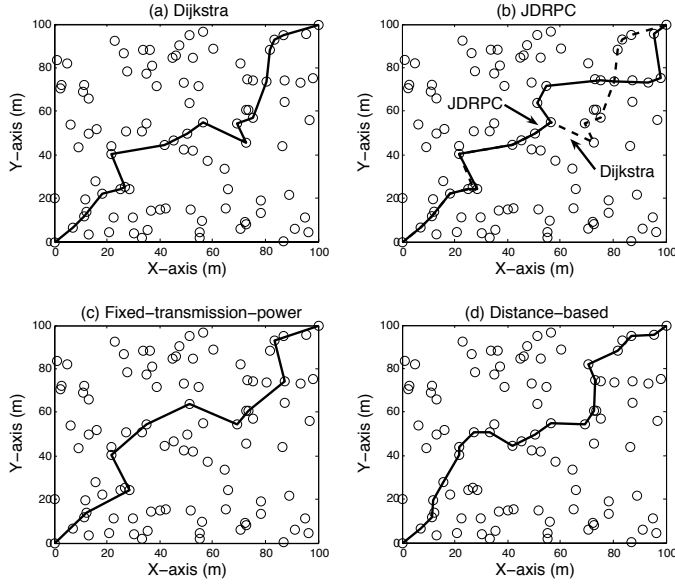 (a) Dijkstra
100
80
60
40
20
0
Y−axis (m)
0 20 40 60 80 100
X−axis (m)
(b) JDRPC
100
80
60
40
20
0
Y−axis (m)
JDRPC
Dijkstra
0 20 40 60 80 100
X−axis (m)
(c) Fixed−transmission−power
100
80
60
40
20
0
Y−axis (m)
0 20 40 60 80 100
X−axis (m)
(d) Distance−based
100
80
60
40
20
0
Y−axis (m)
0 20 40 60 80 100
X−axis (m)